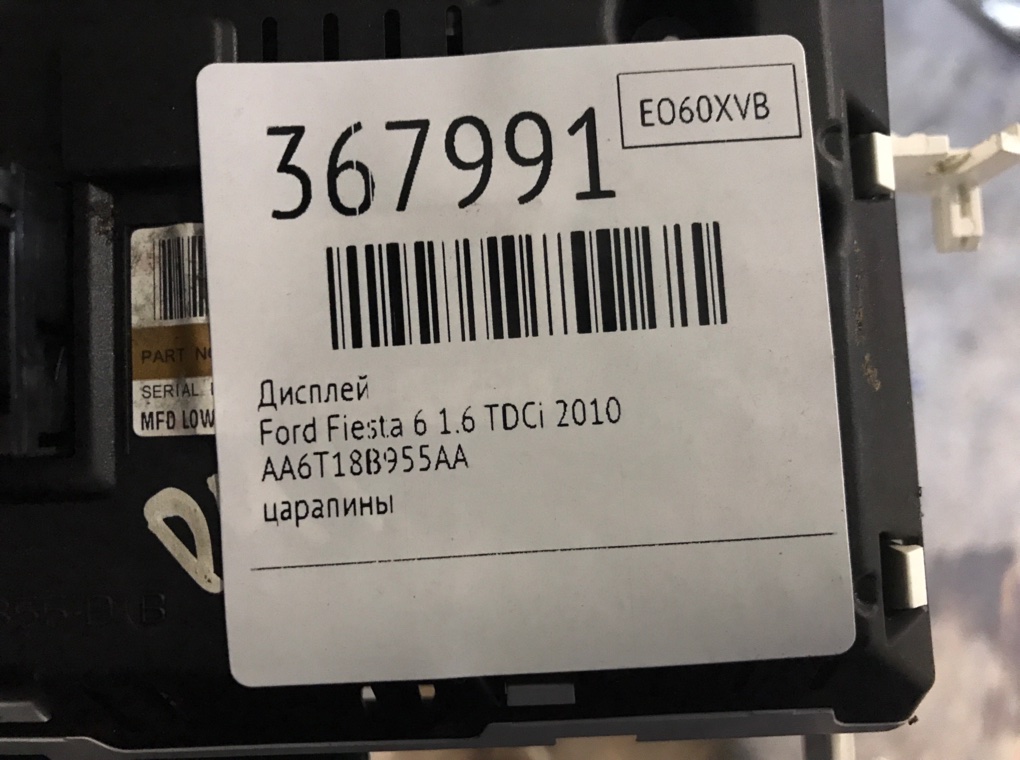 367991
EO60XVB
Дисплей
Ford Fiesta 6 1.6 TDCi 2010
AA6T18B955AA
царапины
PART
SERIAL
MFD LOW